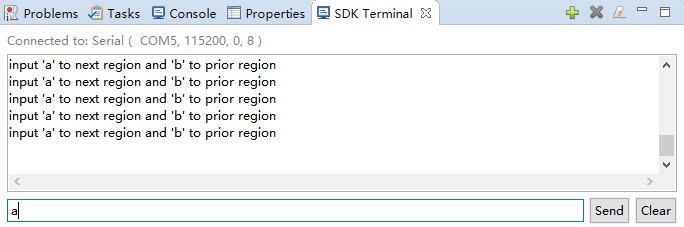 Problems Tasks Console Properties SDK Terminal
Connected to: Serial ( COM5, 115200, 0, 8 )
input 'a' to next region and 'b' to prior region
input 'a' to next region and 'b' to prior region
input 'a' to next region and 'b' to prior region
input 'a' to next region and 'b' to prior region
input 'a' to next region and 'b' to prior region
a Send Clear